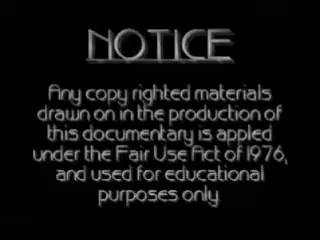 NOTICE
Any copy righted materials
drawn on in the production of
this documentary is appled
under the Fair Use Act of 1976,
and used for educational
purposes only.